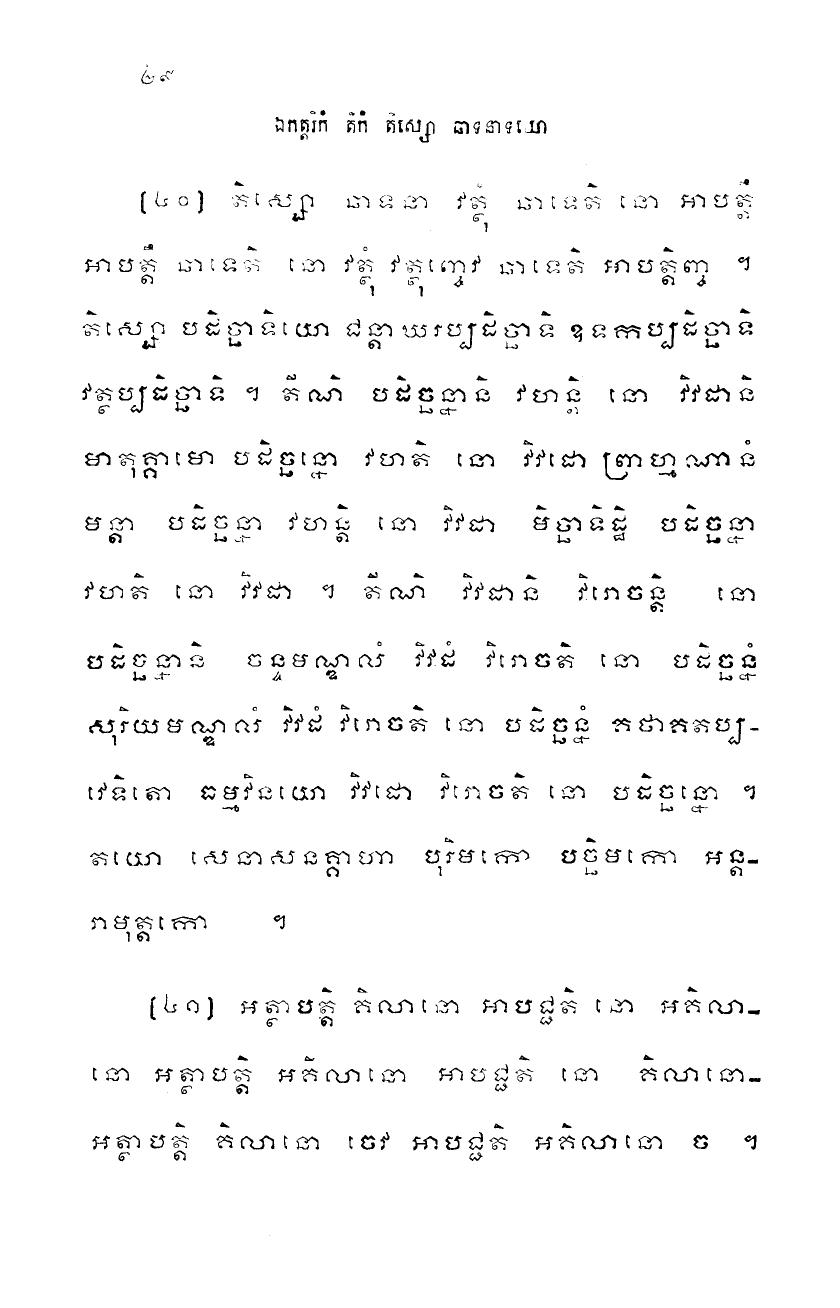 ៤៩
ឯកត្តរិកំ តិកំ តិស្សោ ចោទនាទយោ
[៤០] តិស្សោ ចោទនា វត្ថុំ ចោទេតិ នោ អាបត្តឹ
អាបត្តឹ ចោទេតិ នោ វត្ថុំ វត្ថុញ្ចេវ ចោទេតិ អាបត្តិញ្ច ។
តិស្សោ បដិច្ឆាទិយោ ជន្តាឃរប្បដិច្ឆាទិ ឧទកប្បដិច្ឆាទិ
វត្ថប្បដិច្ឆាទិ ។ តីណិ បដិច្ឆន្នានិ វហន្តិ នោ វិវដានិ
មាតុគ្គាមោ បដិច្ឆន្នោ វហតិ នោ វិវដោ ព្រាហ្មណានំ
មន្តា បដិច្ឆន្នា វហន្តិ នោ វិវដា មិច្ឆាទិដ្ឋិ បដិច្ឆន្នា
វហតិ នោ វិវដា ។ តីណិ វិវដានិ វិរោចន្តិ នោ
បដិច្ឆន្នានិ ចន្ទមណ្ឌលំ វិវដំ វិរោចតិ នោ បដិច្ឆន្នំ
សុរិយមណ្ឌលំ វិវដំ វិរោចតិ នោ បដិច្ឆន្នំ តថាគតប្ប-
វេទិតោ ធម្មវិនយោ វិវដោ វិរោចតិ នោ បដិច្ឆន្នោ ។
តយោ សេនាសនគ្គាហា បុរិមកោ បច្ឆិមកោ អន្ត-
រាមុត្តកោ ។
[៤១] អត្ថាបត្តិ គិលានោ អាបជ្ជតិ នោ អគិលា-
នោ អត្ថាបត្តិ អគិលានោ អាបជ្ជតិ នោ គិលានោ-
អត្ថាបត្តិ គិលានោ ចេវ អាបជ្ជតិ អគិលានោ ច ។